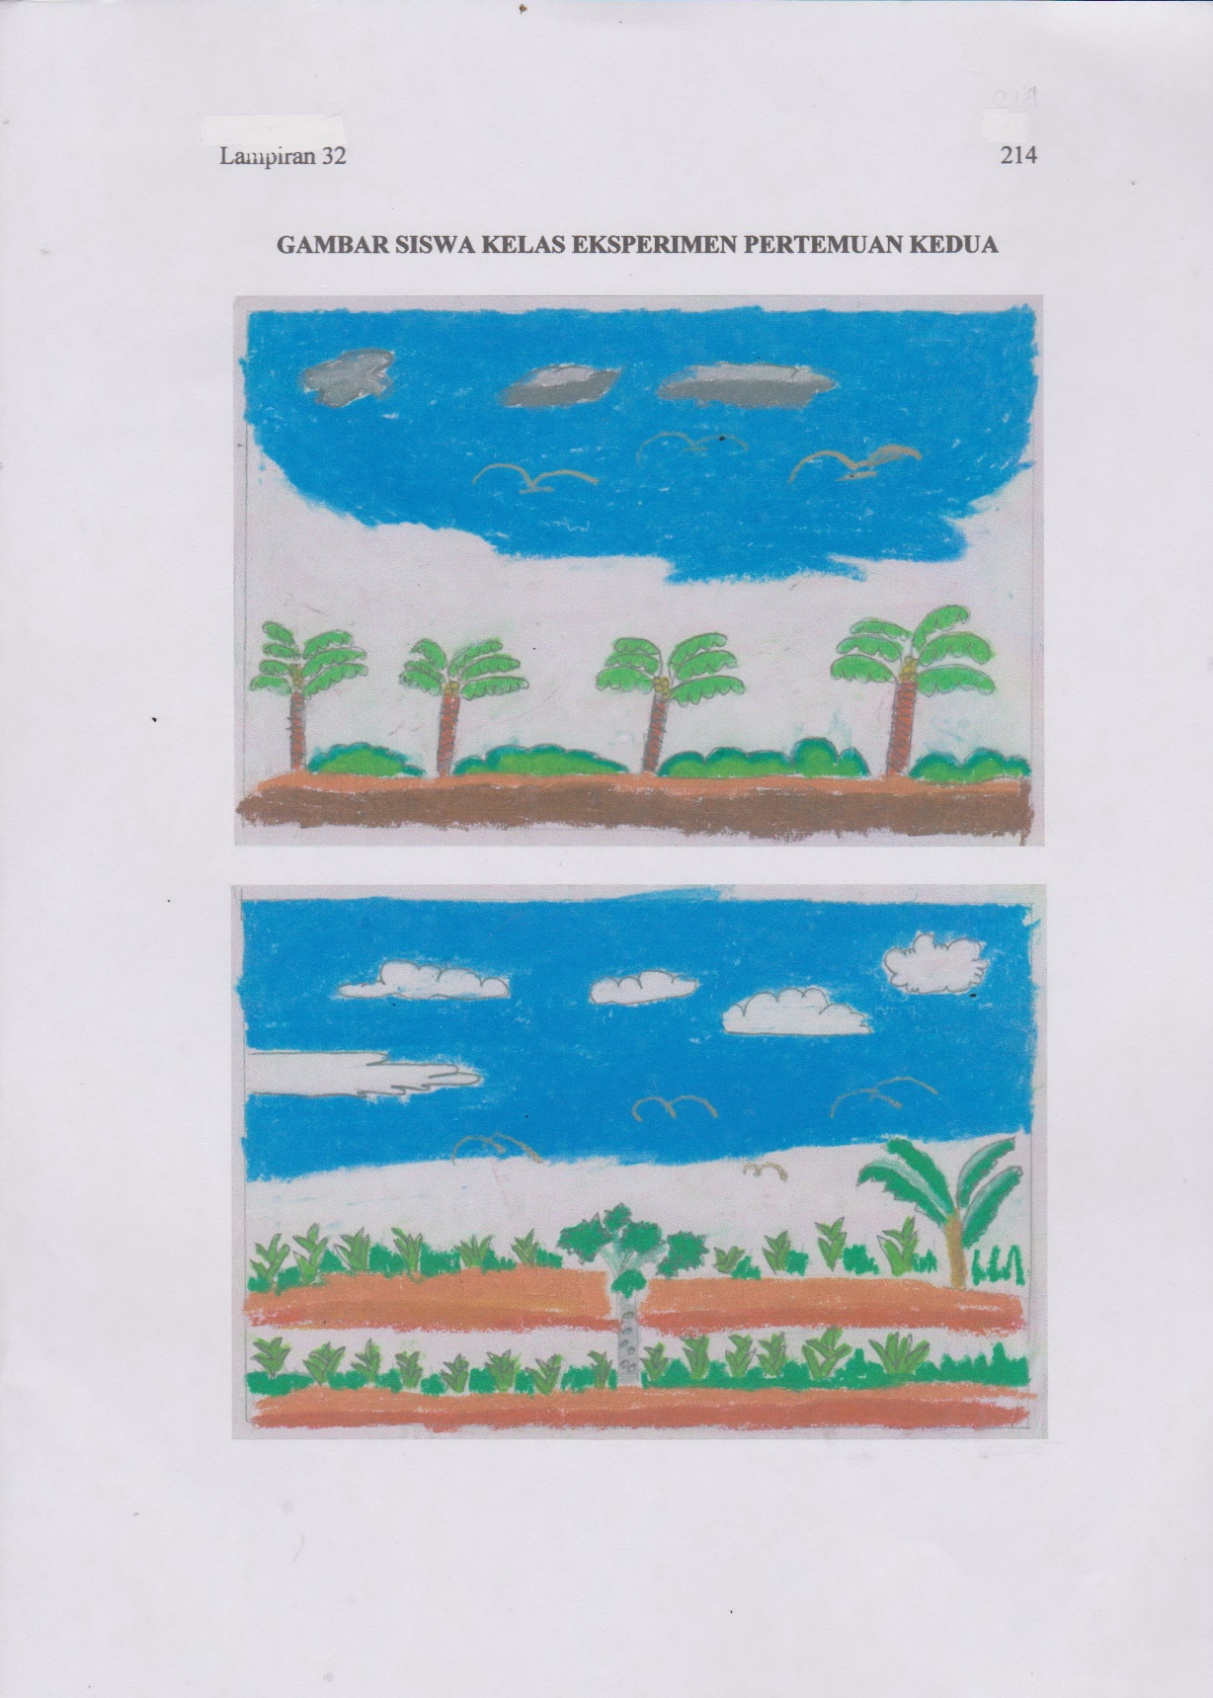 Lampiran 32
214
GAMBAR SISWA KELAS EKSPERIMEN PERTEMUAN KEDUA